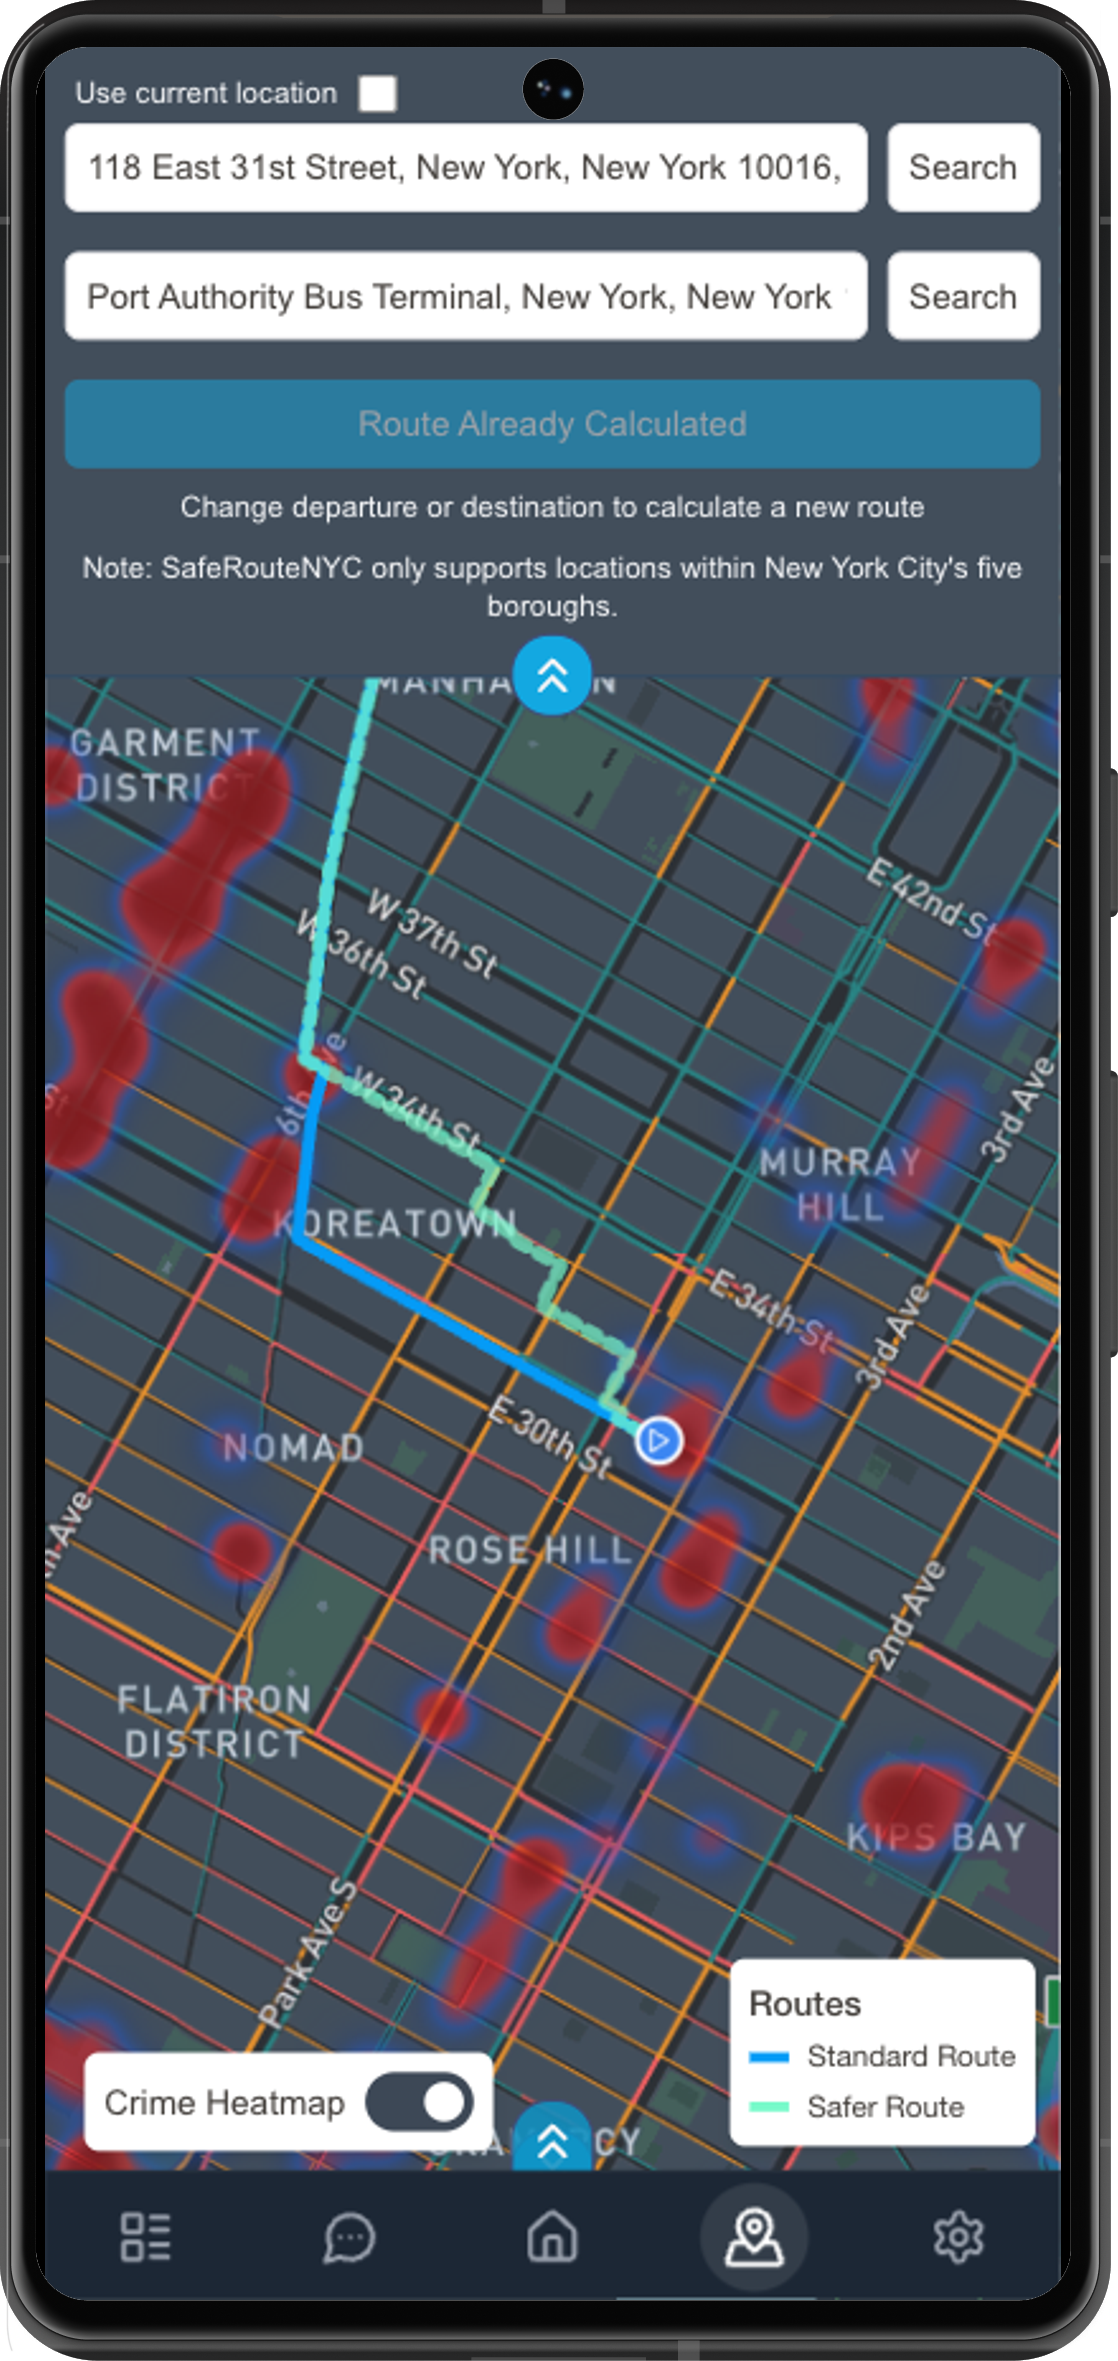 Use current location
118 East 31st Street, New York, New York 10016,
Search
Port Authority Bus Terminal, New York, New York
Search
Route Already Calculated
Change departure or destination to calculate a new route
Note: SafeRouteNYC only supports locations within New York City's five
boroughs.
GARMENT
DISTRICT
E 42nd St
W 37th St
W 36th St
3rd Ave
6th Ave
W 34th St
MURRAY
HILL
KOREATOWN
E 34th St
3rd Ave
E 30th St
NOMAD
ROSE HILL
2nd Ave
FLATIRON
DISTRICT
KIPS BAY
Park Ave S
Routes
Standard Route
Safer Route
Crime Heatmap